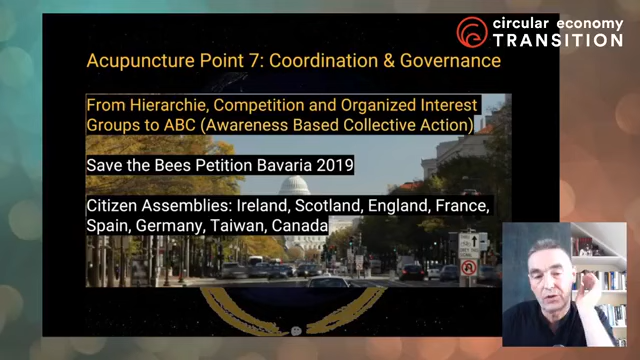 circular economy
TRANSITION
Acupuncture Point 7: Coordination & Governance
From Hierarchie, Competition and Organized Interest
Groups to ABC (Awareness Based Collective Action)
Save the Bees Petition Bavaria 2019
Citizen Assemblies: Ireland, Scotland, England, France,
Spain, Germany, Taiwan, Canada